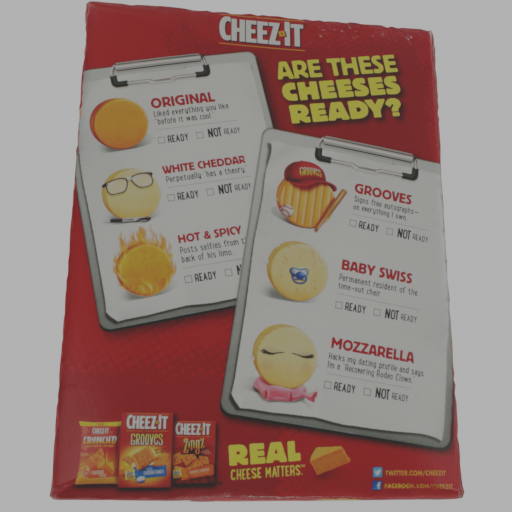 CHEEZ-IT
ARE THESE
CHEESES
READY?
ORIGINAL
Liked everything you like
"before it was cool."
READY NOT READY
WHITE CHEDDAR
Perpetually "has a theory."
READY NOT READY
HOT & SPICY
Posts selfies from
back of his limo.
READY
GROOVES
GROOVES
Signs free autographs—
on everything I own.
READY NOT READY
BABY SWISS
Permanent resident of the
time-out chair.
READY NOT READY
MOZZARELLA
Hacks my dating profile and says
I'm a "Recovering Rodeo Clown."
READY NOT READY
CHEEZ-IT
CRUNCH'D
CHEEZ-IT
GROOVES
CHEEZ-IT
Zingz
REAL
CHEESE MATTERS.™
TWITTER.COM/CHEEZIT
FACEBOOK.COM/CHEEZIT